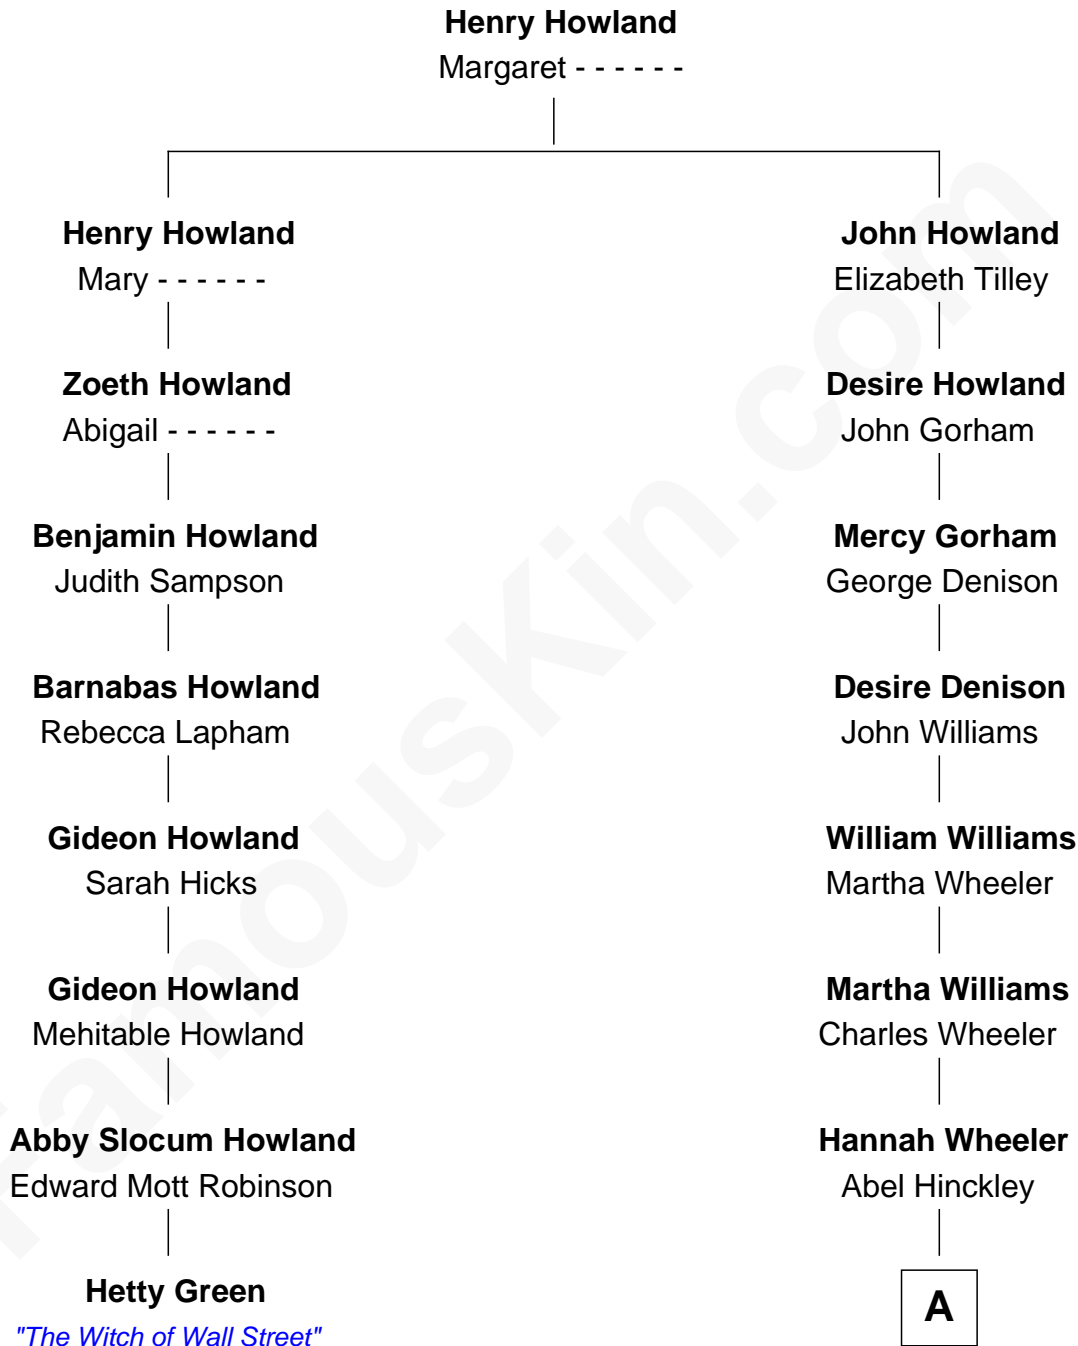 Henry Howland
Margaret - - - - - -
Henry Howland
Mary - - - - - -
John Howland
Elizabeth Tilley
Zoeth Howland
Abigail - - - - - -
Desire Howland
John Gorham
Benjamin Howland
Judith Sampson
Mercy Gorham
George Denison
Barnabas Howland
Rebecca Lapham
Desire Denison
John Williams
Gideon Howland
Sarah Hicks
William Williams
Martha Wheeler
Gideon Howland
Mehitable Howland
Martha Williams
Charles Wheeler
Abby Slocum Howland
Edward Mott Robinson
Hannah Wheeler
Abel Hinckley
Hetty Green
"The Witch of Wall Street"
A
FamousKin.com